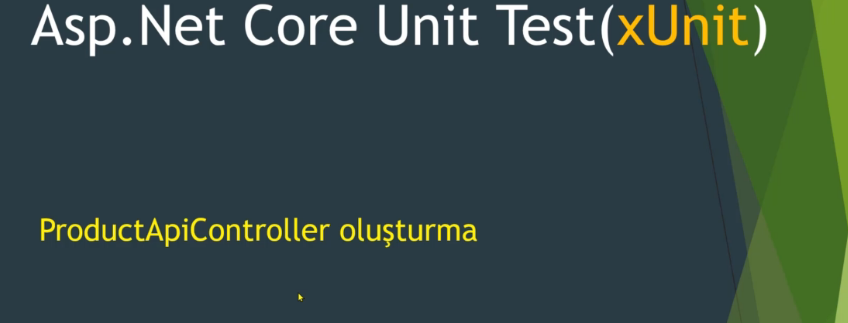 Asp.Net Core Unit Test(xUnit)
ProductApiController oluşturma